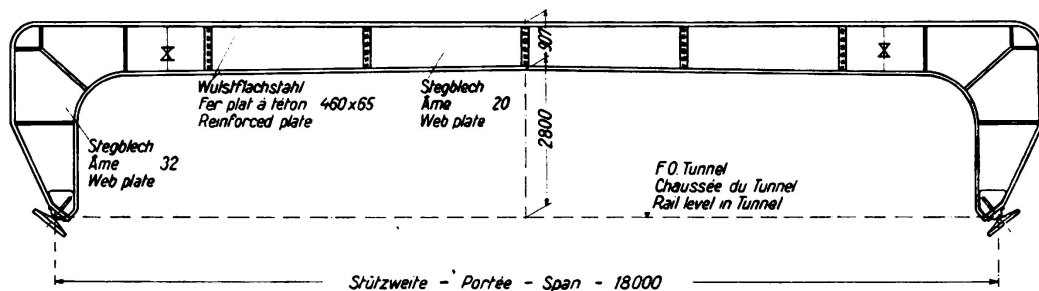 907
Wulstflachstahl
Fer plat à téton 460x65
Reinforced plate
Stegblech
Âme 20
Web plate
2800
Stegblech
Âme 32
Web plate
F.O. Tunnel
Chaussée du Tunnel
Rail level in Tunnel
Stützweite - Portée - Span - 18000